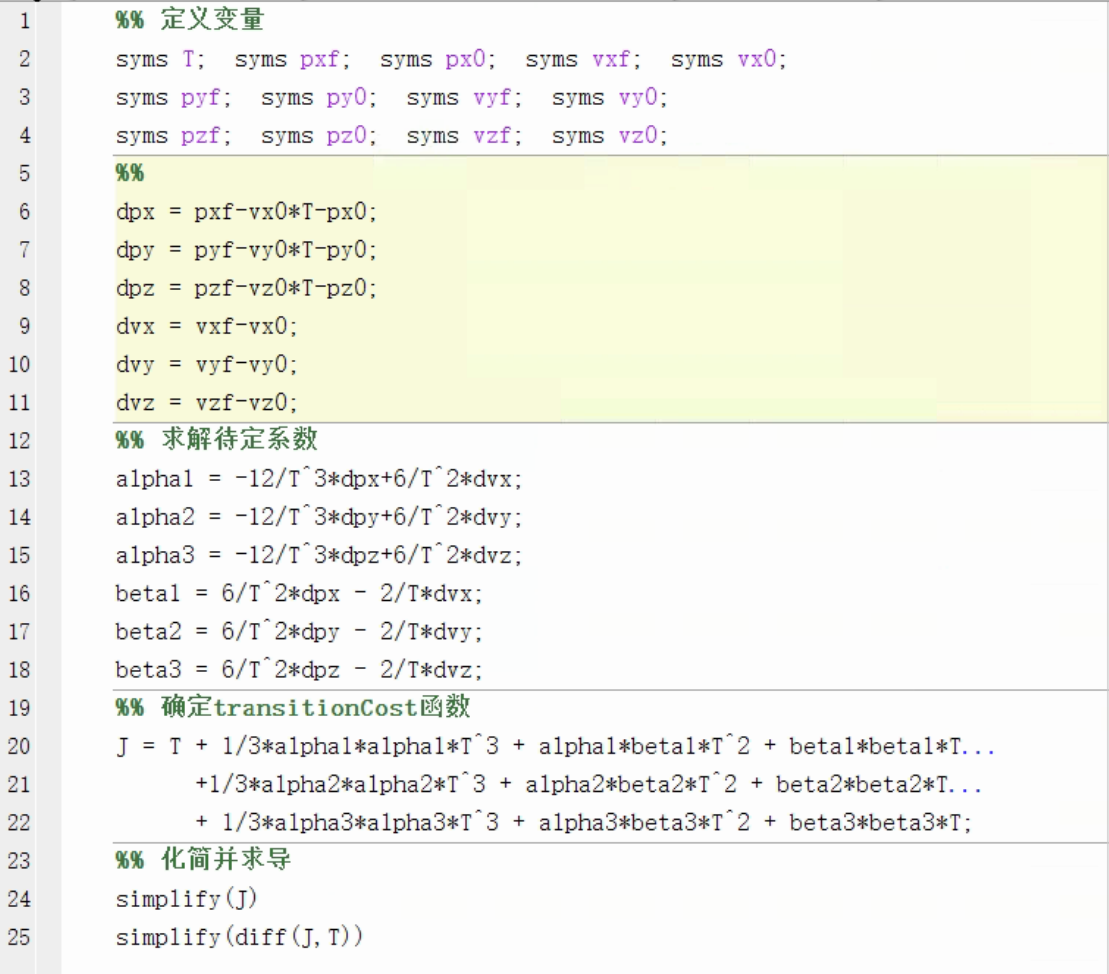 1 %% 定义变量
2 syms T; syms pxf; syms px0; syms vxf; syms vx0;
3 syms pyf; syms py0; syms vyf; syms vy0;
4 syms pzf; syms pz0; syms vzf; syms vz0;
5 %%
6 dpx = pxf-vx0*T-px0;
7 dpy = pyf-vy0*T-py0;
8 dpz = pzf-vz0*T-pz0;
9 dvx = vxf-vx0;
10 dvy = vyf-vy0;
11 dvz = vzf-vz0;
12 %% 求解待定系数
13 alpha1 = -12/T^3*dpx+6/T^2*dvx;
14 alpha2 = -12/T^3*dpy+6/T^2*dvy;
15 alpha3 = -12/T^3*dpz+6/T^2*dvz;
16 beta1 = 6/T^2*dpx - 2/T*dvx;
17 beta2 = 6/T^2*dpy - 2/T*dvy;
18 beta3 = 6/T^2*dpz - 2/T*dvz;
19 %% 确定transitionCost函数
20 J = T + 1/3*alpha1*alpha1*T^3 + alpha1*beta1*T^2 + beta1*beta1*T...
21 +1/3*alpha2*alpha2*T^3 + alpha2*beta2*T^2 + beta2*beta2*T...
22 + 1/3*alpha3*alpha3*T^3 + alpha3*beta3*T^2 + beta3*beta3*T;
23 %% 化简并求导
24 simplify(J)
25 simplify(diff(J,T))